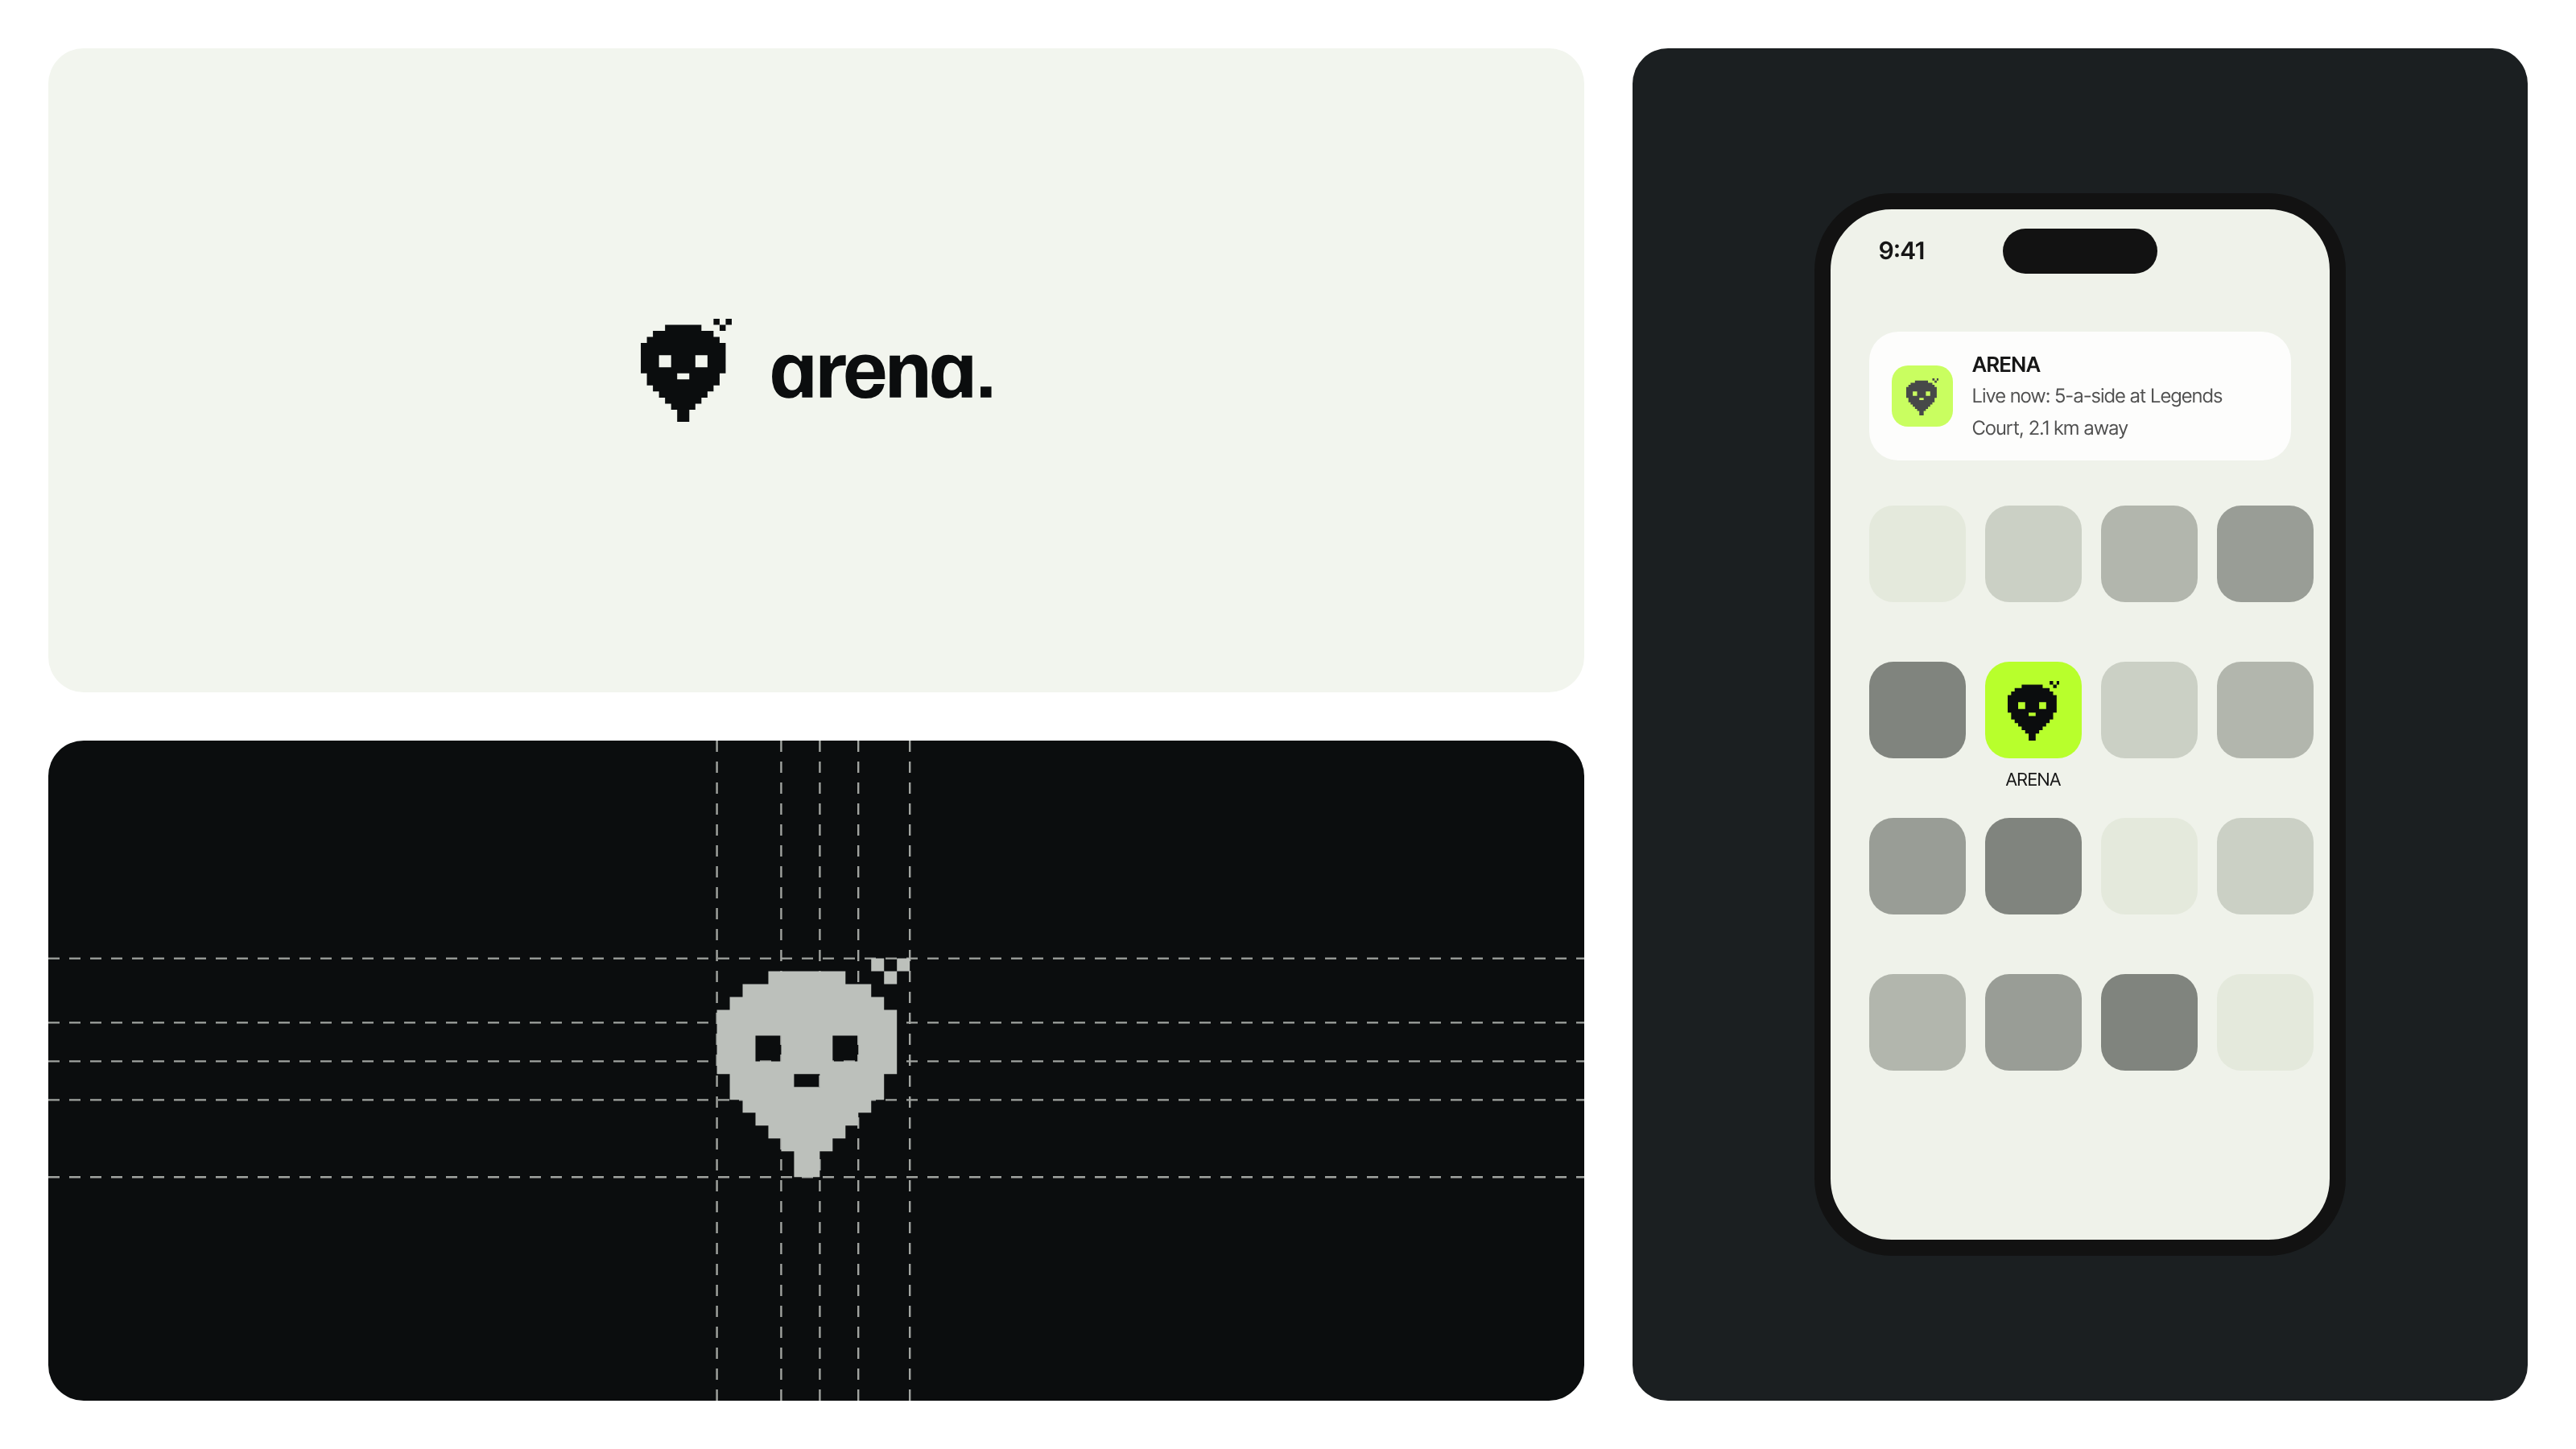 arena.
9:41
ARENA
Live now: 5-a-side at Legends
Court, 2.1 km away
ARENA